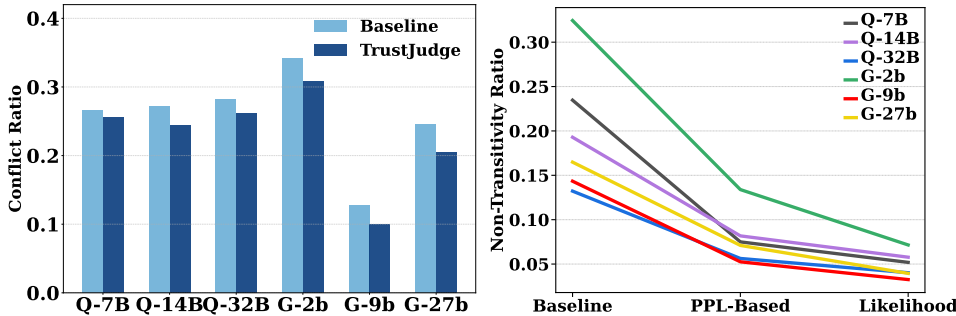 0.4
0.3
0.2
0.1
0.0
Conflict Ratio
Baseline
TrustJudge
Q-7B
Q-14B
Q-32B
G-2b
G-9b
G-27b
0.30
0.25
0.20
0.15
0.10
0.05
Non-Transitivity Ratio
Q-7B
Q-14B
Q-32B
G-2b
G-9b
G-27b
Baseline
PPL-Based
Likelihood